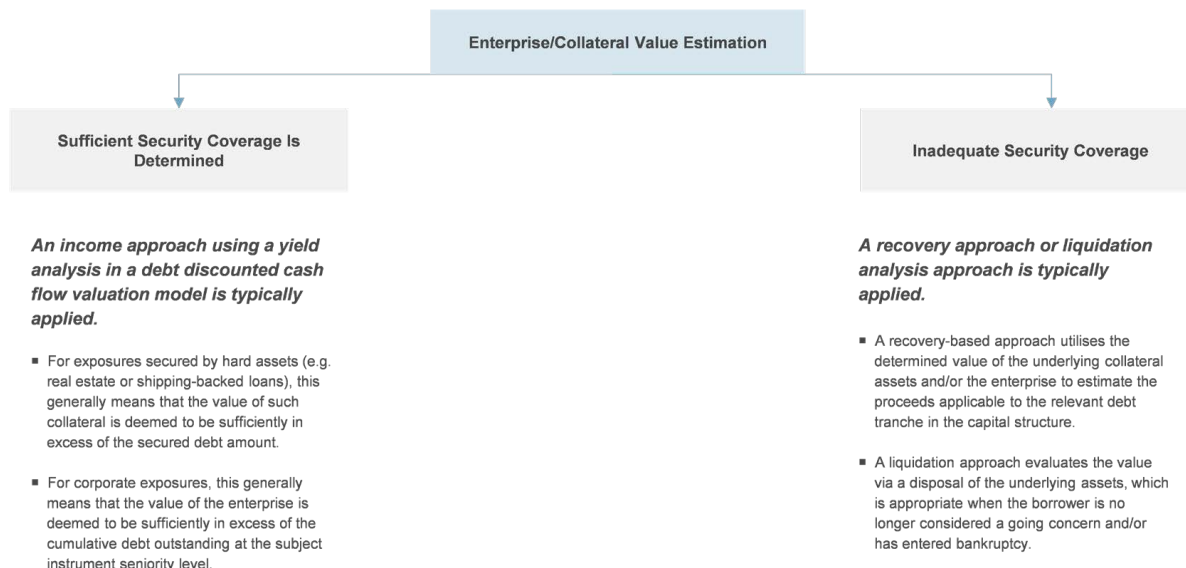 Enterprise/Collateral Value Estimation
Sufficient Security Coverage Is
Determined
An income approach using a yield
analysis in a debt discounted cash
flow valuation model is typically
applied.
■ For exposures secured by hard assets (e.g.
real estate or shipping-backed loans), this
generally means that the value of such
collateral is deemed to be sufficiently in
excess of the secured debt amount.
■ For corporate exposures, this generally
means that the value of the enterprise is
deemed to be sufficiently in excess of the
cumulative debt outstanding at the subject
instrument seniority level.
Inadequate Security Coverage
A recovery approach or liquidation
analysis approach is typically
applied.
■ A recovery-based approach utilises the
determined value of the underlying collateral
assets and/or the enterprise to estimate the
proceeds applicable to the relevant debt
tranche in the capital structure.
■ A liquidation approach evaluates the value
via a disposal of the underlying assets, which
is appropriate when the borrower is no
longer considered a going concern and/or
has entered bankruptcy.